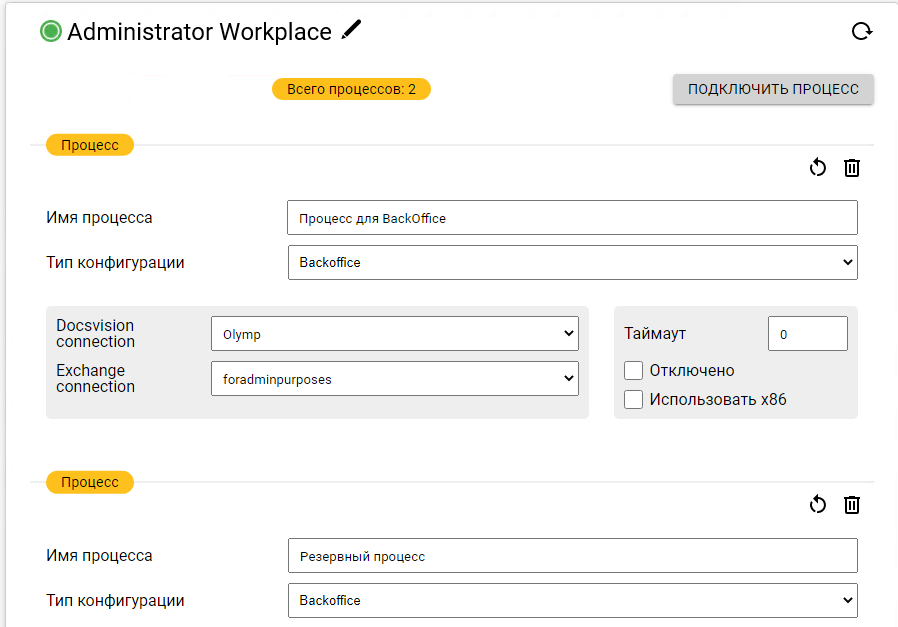 Administrator Workplace
Всего процессов: 2
ПОДКЛЮЧИТЬ ПРОЦЕСС
Процесс
Имя процесса
Процесс для BackOffice
Тип конфигурации
Backoffice
Docsvision
connection
Olymp
Exchange
connection
foradminpurposes
Таймаут
0
Отключено
Использовать x86
Процесс
Имя процесса
Резервный процесс
Тип конфигурации
Backoffice